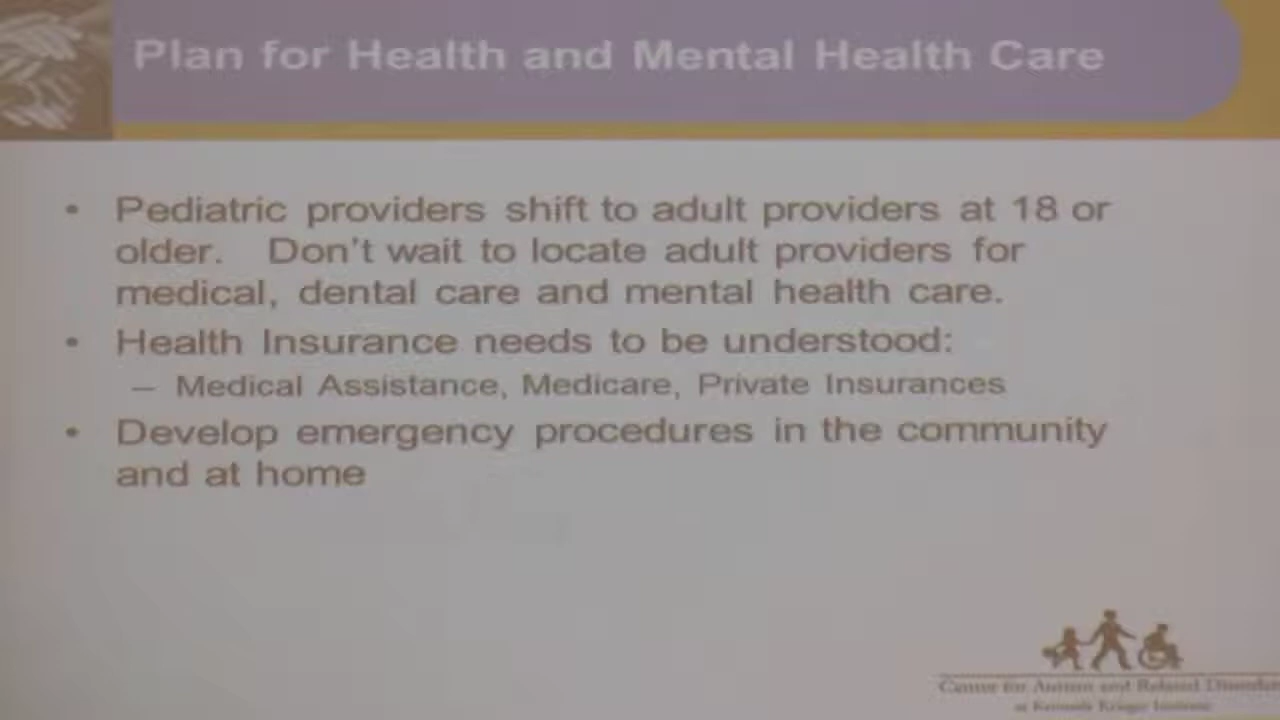 Plan for Health and Mental Health Care
• Pediatric providers shift to adult providers at 18 or
older. Don't wait to locate adult providers for
medical, dental care and mental health care.
• Health Insurance needs to be understood:
– Medical Assistance, Medicare, Private Insurances
• Develop emergency procedures in the community
and at home
Center for Autism and Related
at Kennedy Krieger Institute